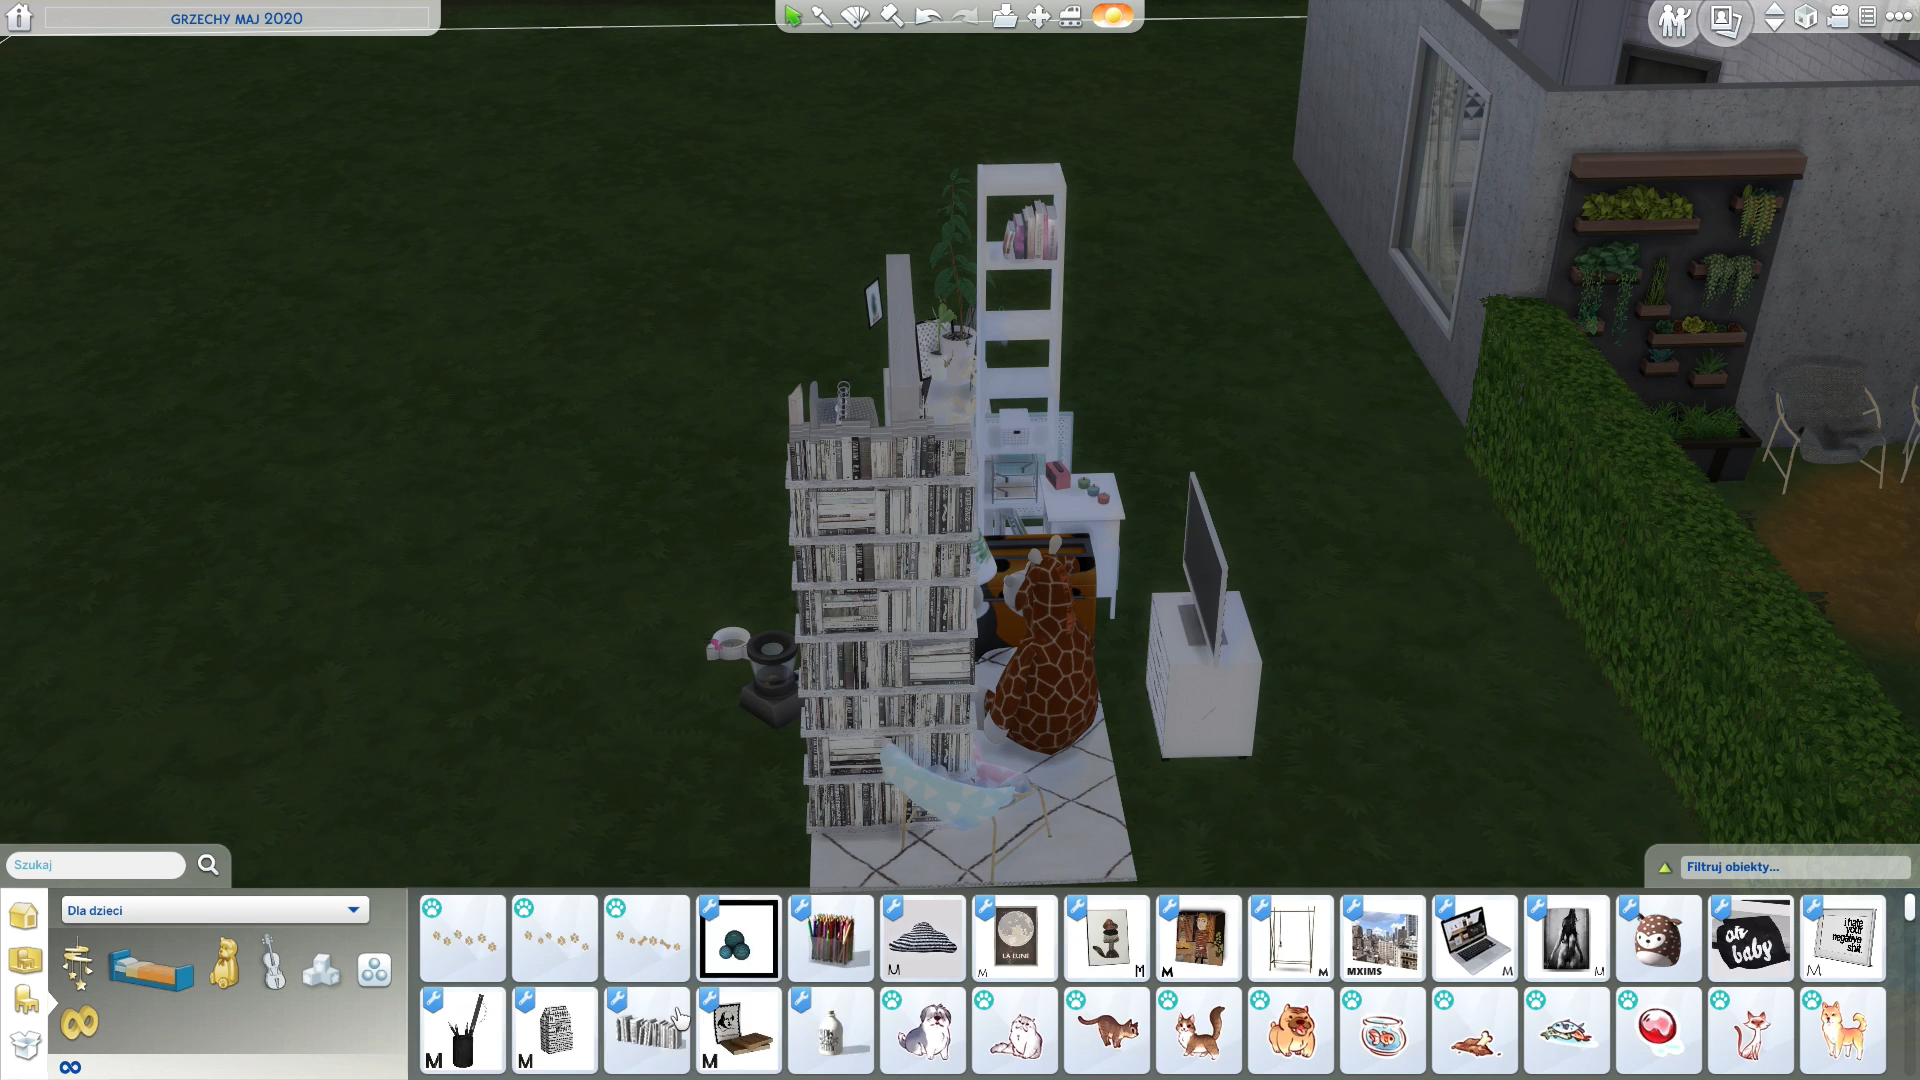 GRZECHY MAJ 2020
Szukaj
Filtruj obiekty...
Dla dzieci
M
LA LUNE
M
M
M
M
MXIMS
M
M
oh
baby
i hate
your
negative
shit
M
M
M
M